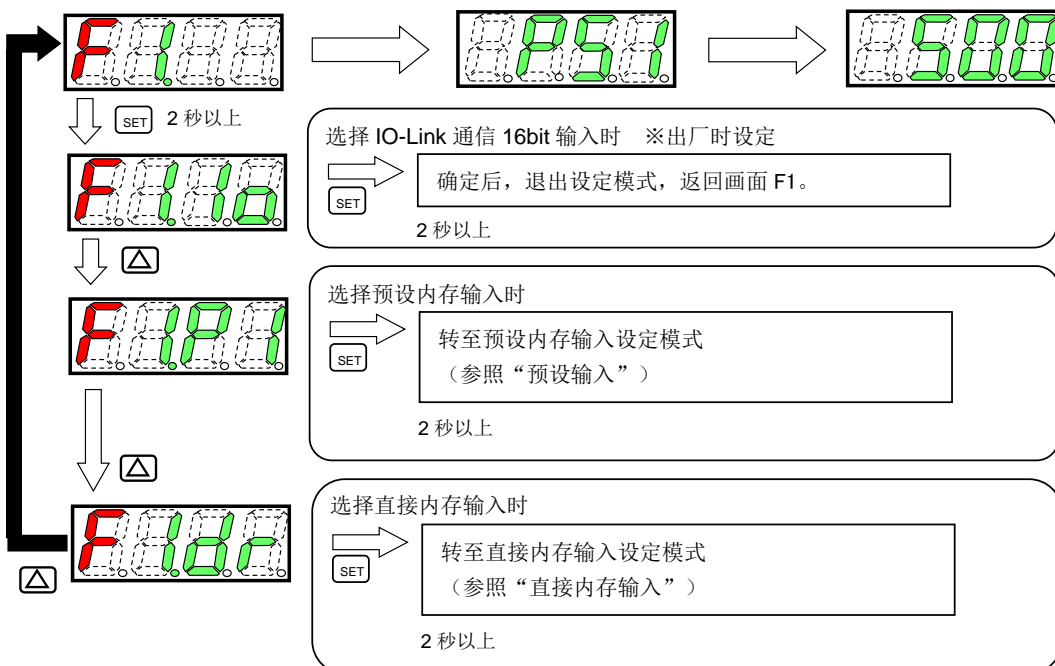 F1.
PS1
500
SET 2 秒以上
F1.1o
选择 IO-Link 通信 16bit 输入时 ※出厂时设定
SET
确定后，退出设定模式，返回画面 F1。
2 秒以上
F1.P1
选择预设内存输入时
SET
转至预设内存输入设定模式
（参照“预设输入”）
2 秒以上
F1.dr
选择直接内存输入时
SET
转至直接内存输入设定模式
（参照“直接内存输入”）
2 秒以上